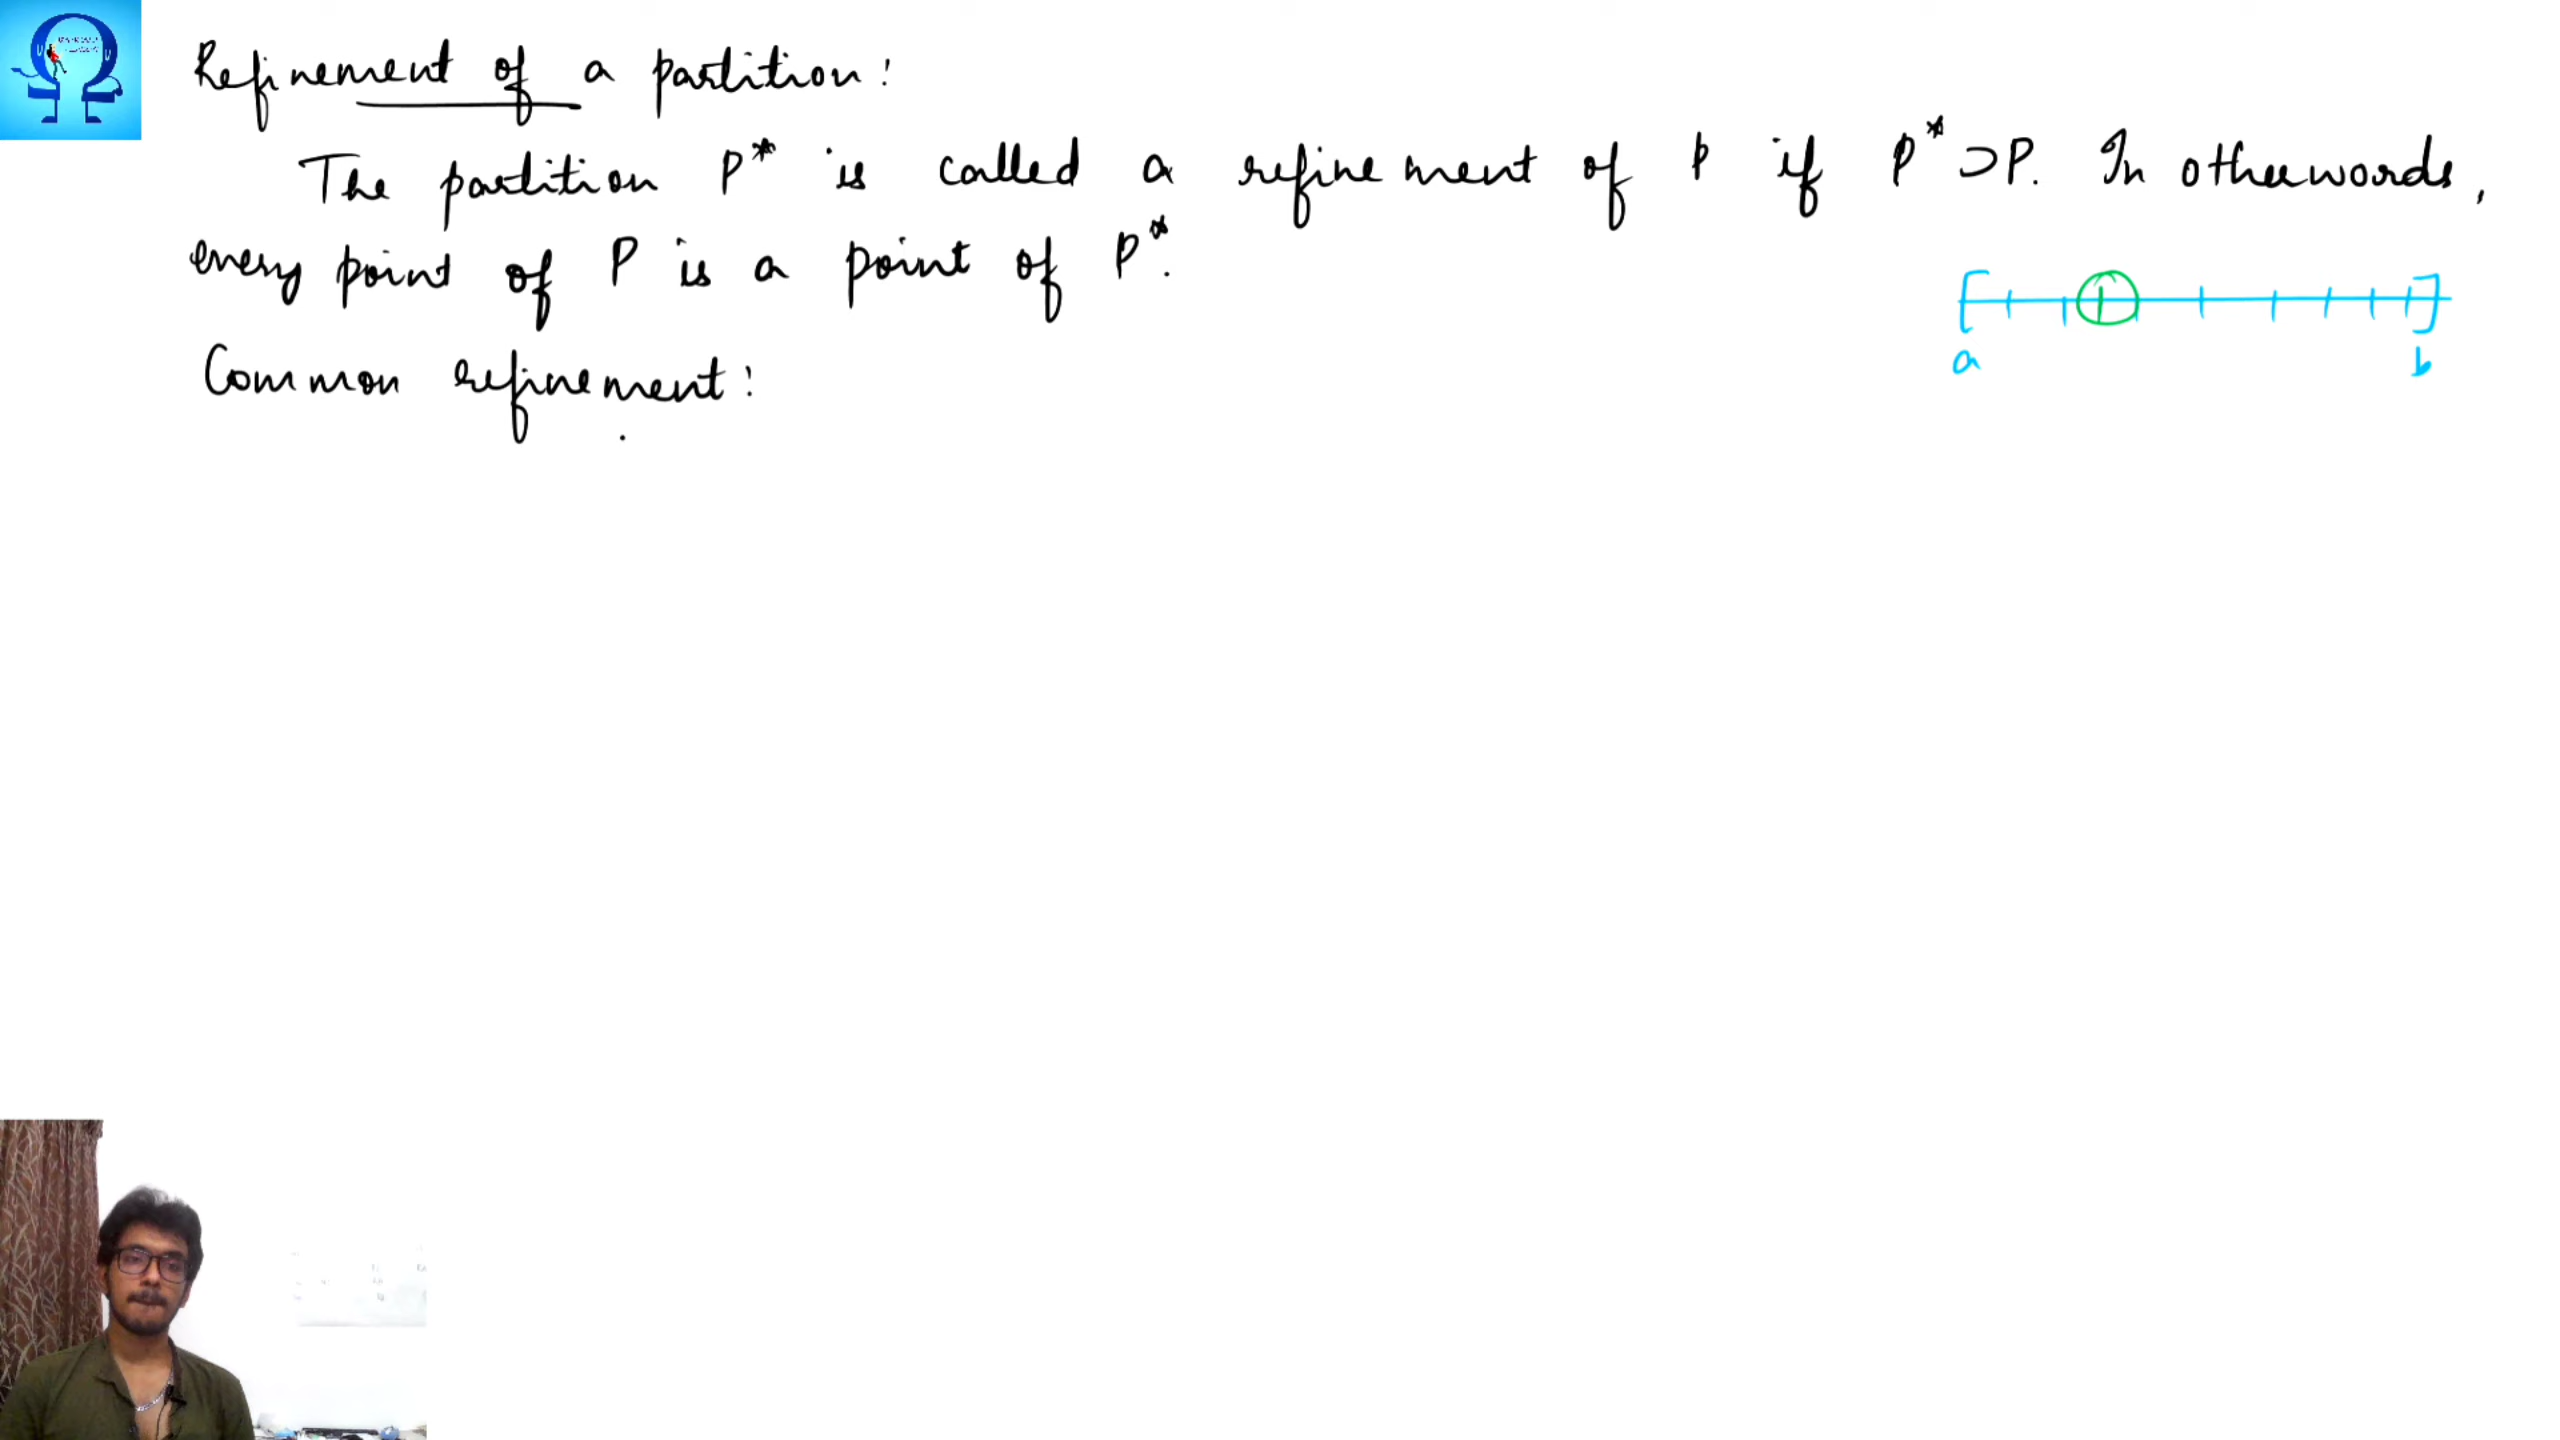 Refinement of a partition:
The partition P* is called a refinement of P if P* ⊃ P. In otherwords,
every point of P is a point of P*.
a b
Common refinement: